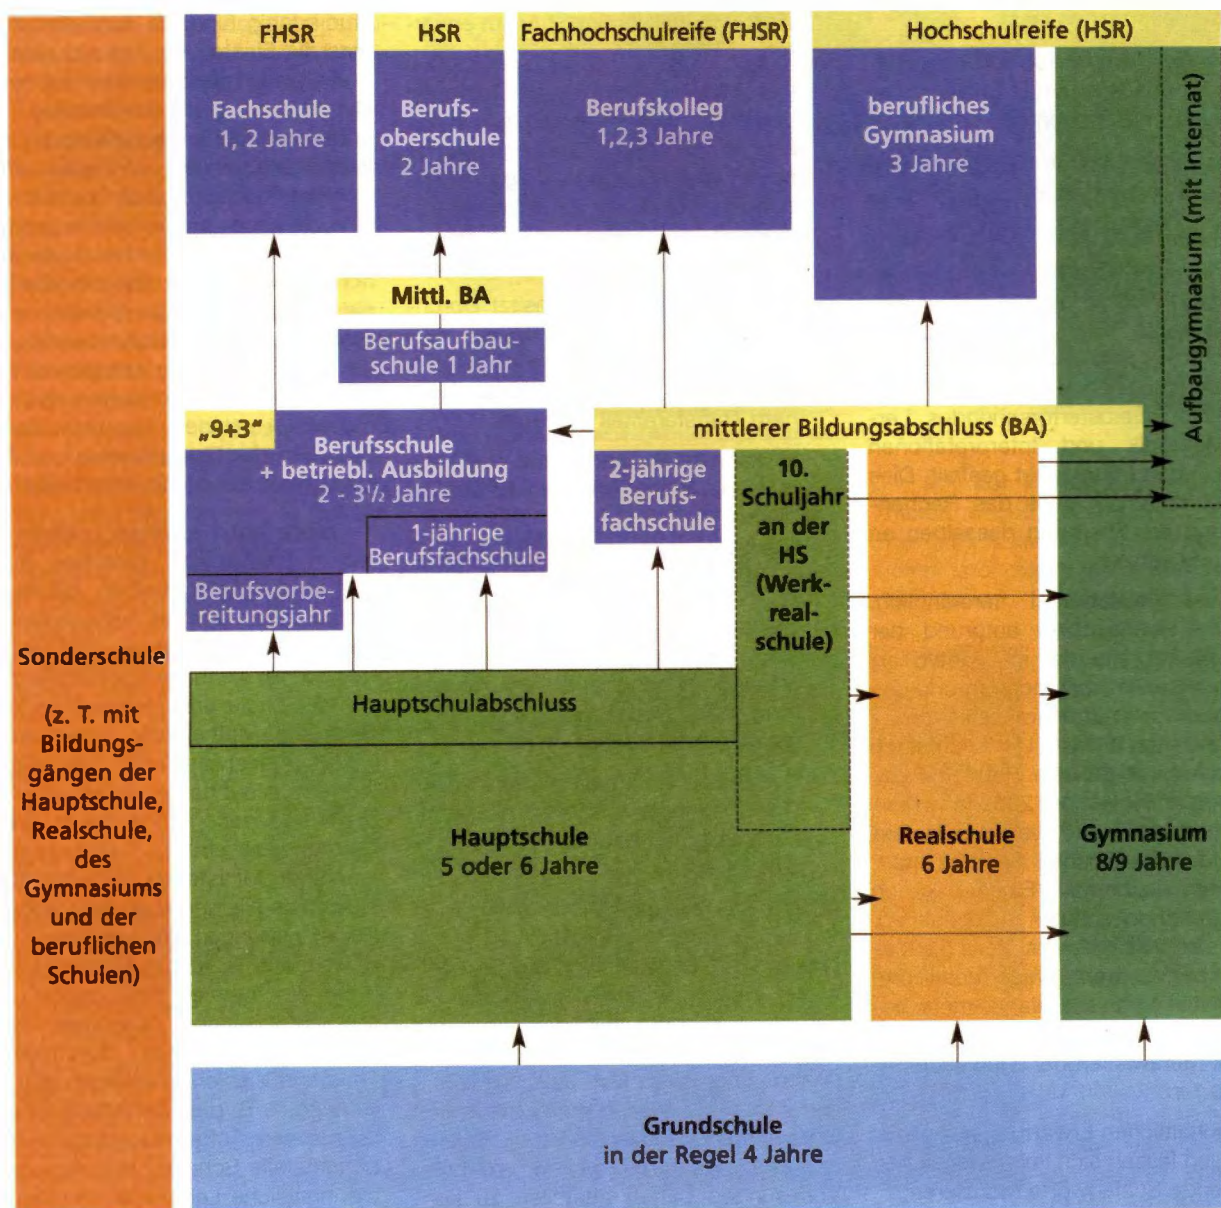 FHSR
HSR
Fachhochschulreife (FHSR)
Hochschulreife (HSR)
Fachschule
1, 2 Jahre
Berufs-
oberschule
2 Jahre
Berufskolleg
1,2,3 Jahre
berufliches
Gymnasium
3 Jahre
Aufbaugymnasium (mit Internat)
Mittl. BA
Berufsaufbau-
schule 1 Jahr
„9+3“
Berufsschule
+ betriebl. Ausbildung
2 - 3½ Jahre
mittlerer Bildungsabschluss (BA)
2-jährige
Berufs-
fachschule
10.
Schuljahr
an der
HS
(Werk-
real-
schule)
1-jährige
Berufsfachschule
Berufsvorbe-
reitungsjahr
Sonderschule
(z. T. mit
Bildungs-
gängen der
Hauptschule,
Realschule,
des
Gymnasiums
und der
beruflichen
Schulen)
Hauptschulabschluss
Hauptschule
5 oder 6 Jahre
Realschule
6 Jahre
Gymnasium
8/9 Jahre
Grundschule
in der Regel 4 Jahre